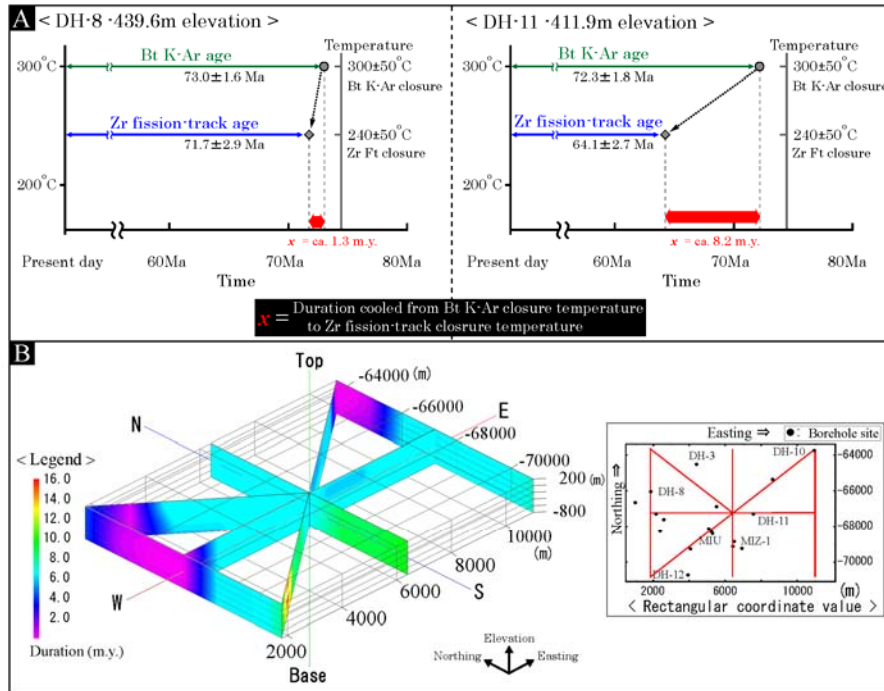 A
< DH-8 -439.6m elevation >
Temperature
300°C
Bt K-Ar age
73.0±1.6 Ma
300±50°C
Bt K-Ar closure
Zr fission-track age
71.7±2.9 Ma
240±50°C
Zr Ft closure
200°C
x = ca. 1.3 m.y.
Present day
60Ma
70Ma
80Ma
Time
< DH-11 -411.9m elevation >
Temperature
300°C
Bt K-Ar age
72.3±1.8 Ma
300±50°C
Bt K-Ar closure
Zr fission-track age
64.1±2.7 Ma
240±50°C
Zr Ft closure
200°C
x = ca. 8.2 m.y.
Present day
60Ma
70Ma
80Ma
Time
x = Duration cooled from Bt K-Ar closure temperature
to Zr fission-track closrure temperature
B
Top
N
E
S
W
Base
-64000 (m)
-66000
-68000
-70000
200 (m)
-800
10000
(m)
8000
6000
4000
2000
< Legend >
16.0
14.0
12.0
10.0
8.0
6.0
4.0
2.0
Duration (m.y.)
Elevation
Northing
Easting
Easting ⇒
● : Borehole site
Northing ⇒
DH-3
DH-10
DH-8
DH-11
MIU
MIZ-1
DH-12
-64000
-66000
-68000
-70000
2000
6000
10000
(m)
< Rectangular coordinate value >